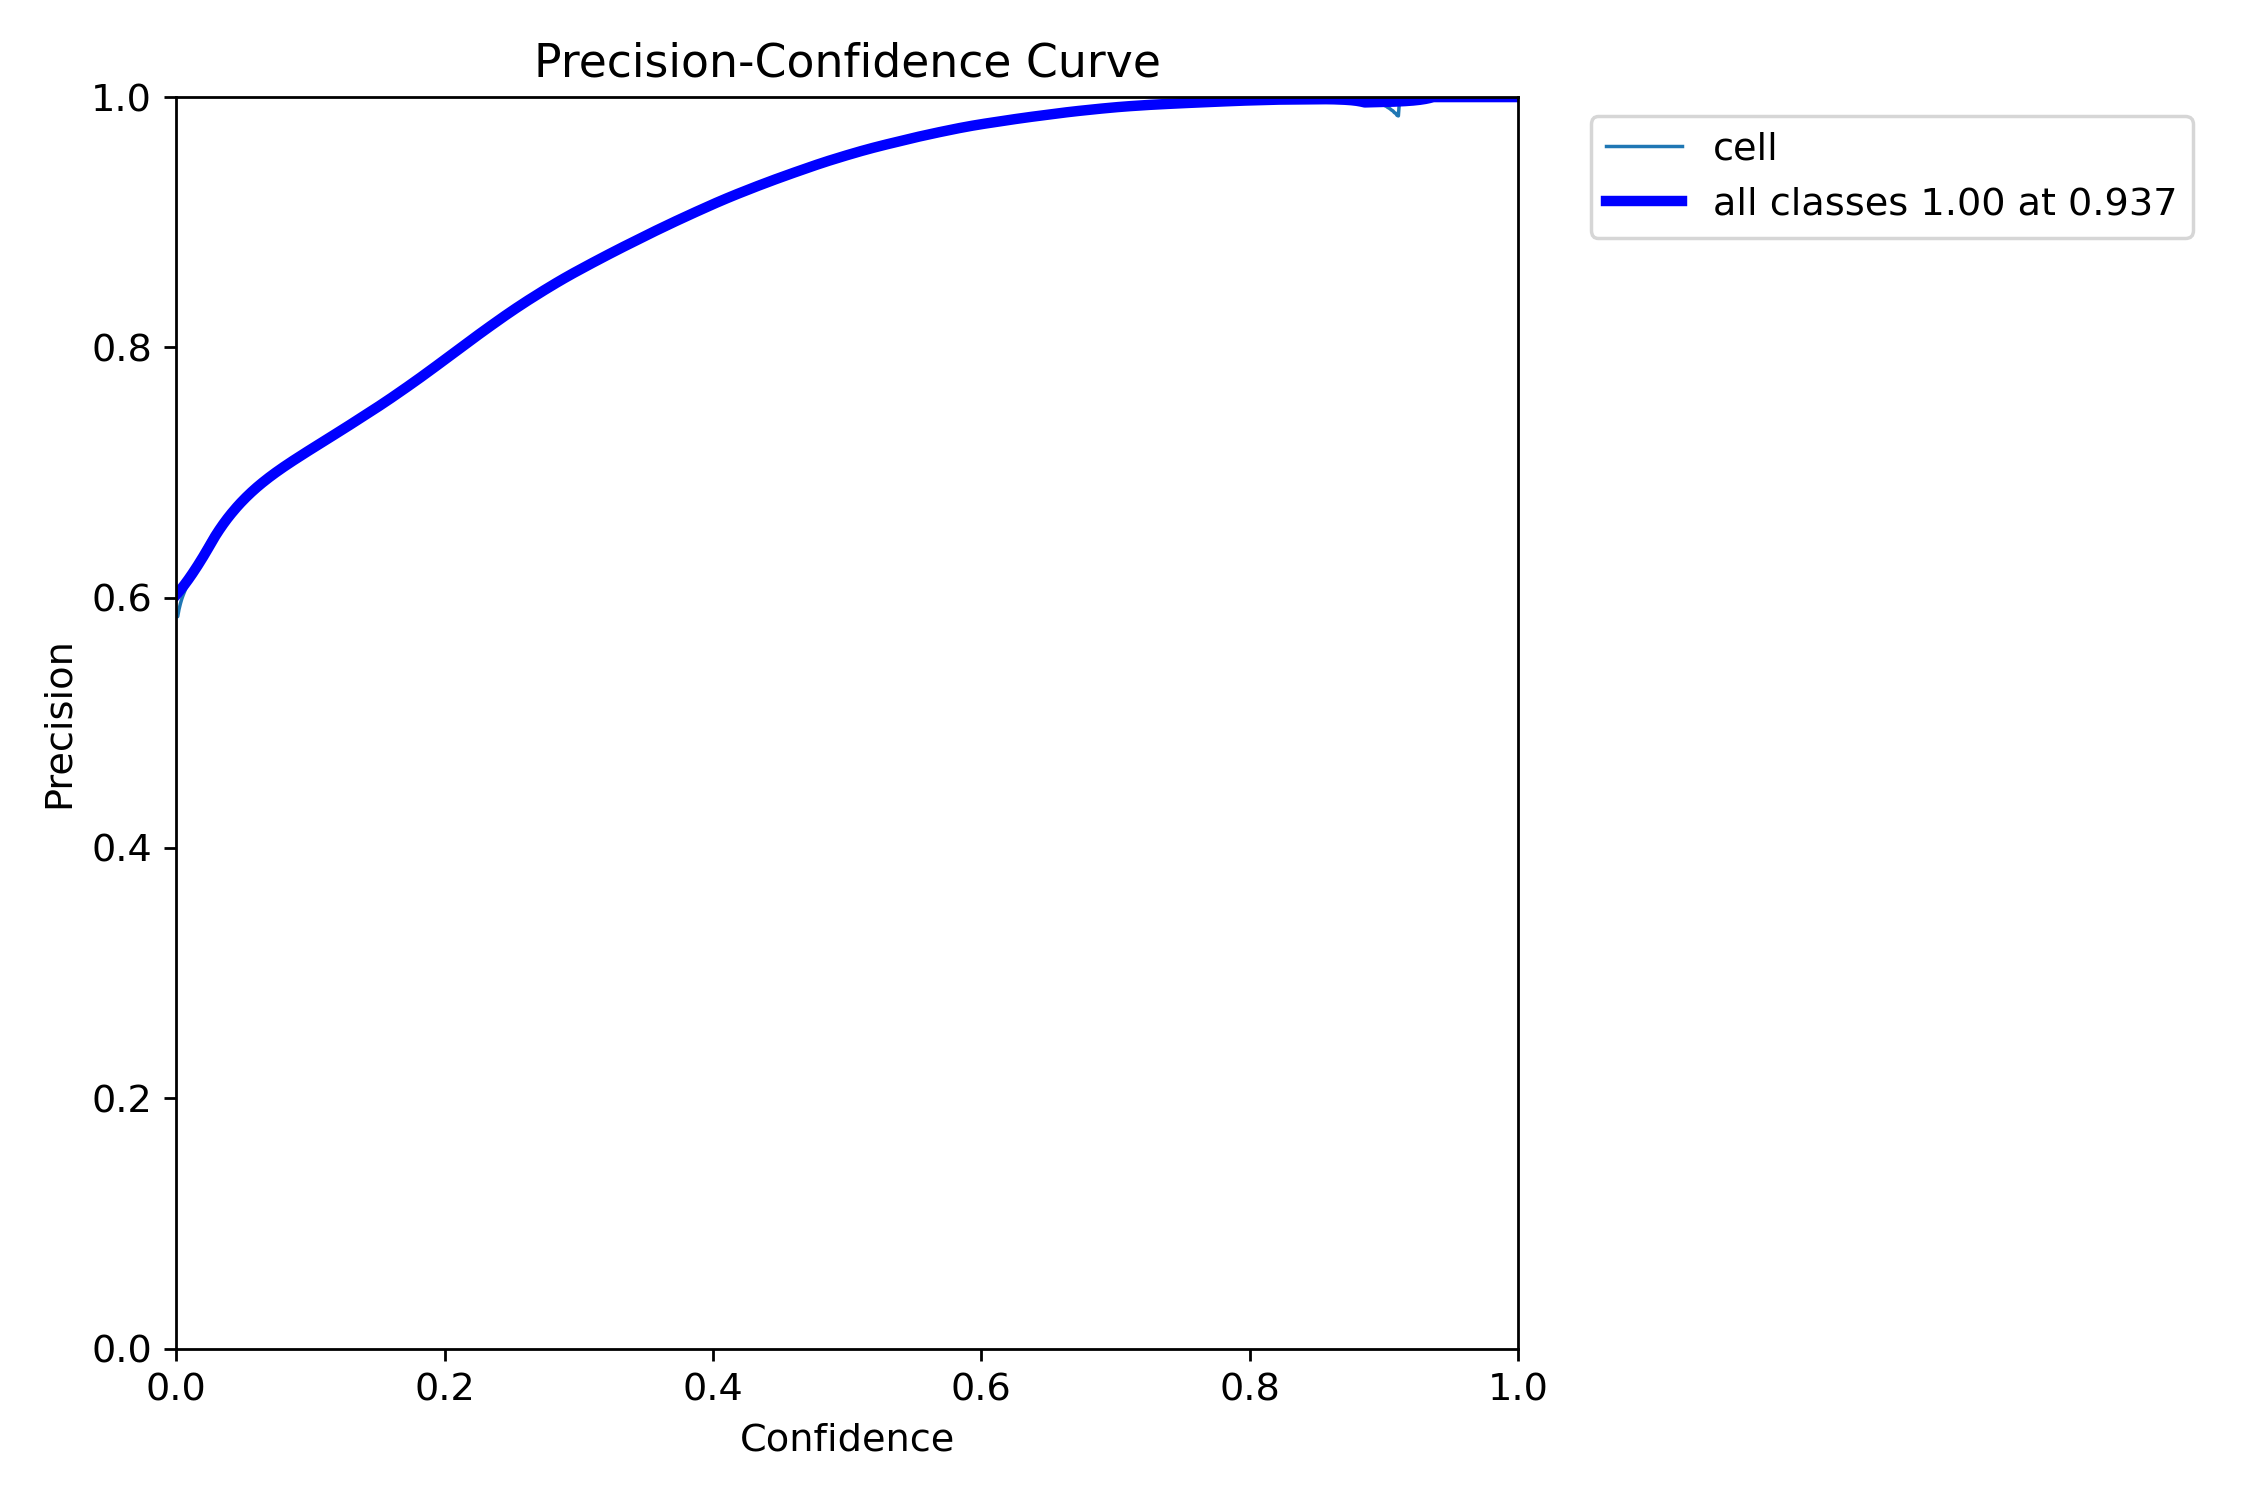 Precision-Confidence Curve
1.0
0.8
0.6
0.4
0.2
0.0
Precision
0.0 0.2 0.4 0.6 0.8 1.0
Confidence
cell
all classes 1.00 at 0.937